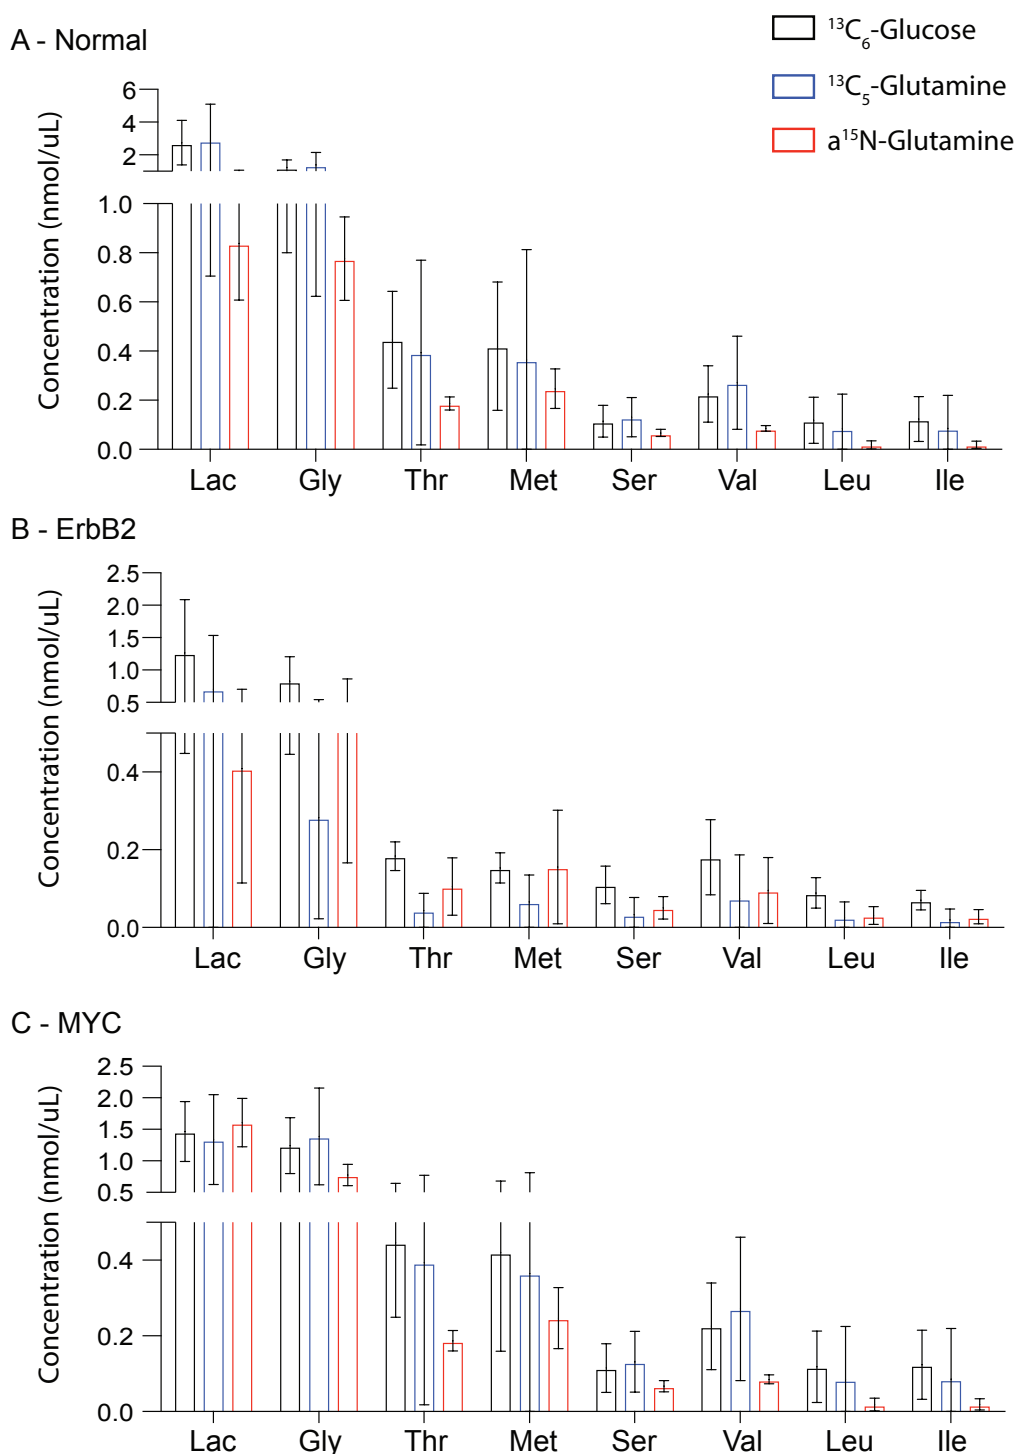 A - Normal
¹³C₆-Glucose
¹³C₅-Glutamine
a¹⁵N-Glutamine
Concentration (nmol/uL)
6
4
2
1.0
0.8
0.6
0.4
0.2
0.0
Lac Gly Thr Met Ser Val Leu Ile
B - ErbB2
Concentration (nmol/uL)
2.5
2.0
1.5
1.0
0.5
0.4
0.2
0.0
Lac Gly Thr Met Ser Val Leu Ile
C - MYC
Concentration (nmol/uL)
2.5
2.0
1.5
1.0
0.5
0.4
0.2
0.0
Lac Gly Thr Met Ser Val Leu Ile